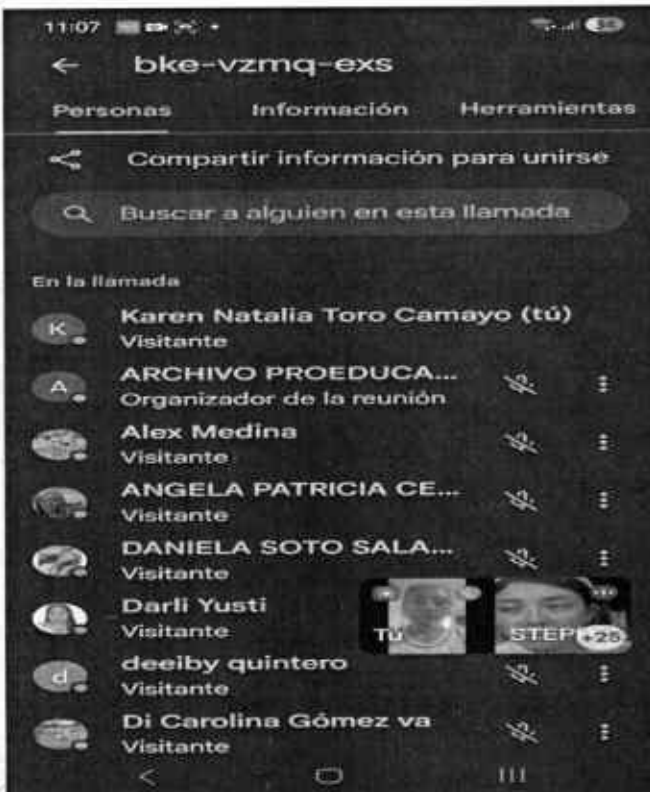 11:07
bke-vzmq-exs
Personas Información Herramientas
Compartir información para unirse
Buscar a alguien en esta llamada
En la llamada
K
Karen Natalia Toro Camayo (tú)
Visitante
A
ARCHIVO PROEDUCA...
Organizador de la reunión
Alex Medina
Visitante
ANGELA PATRICIA CE...
Visitante
DANIELA SOTO SALA...
Visitante
Darli Yusti
Visitante
Tú
STEP
+25
d
deeiby quintero
Visitante
Di Carolina Gómez va
Visitante